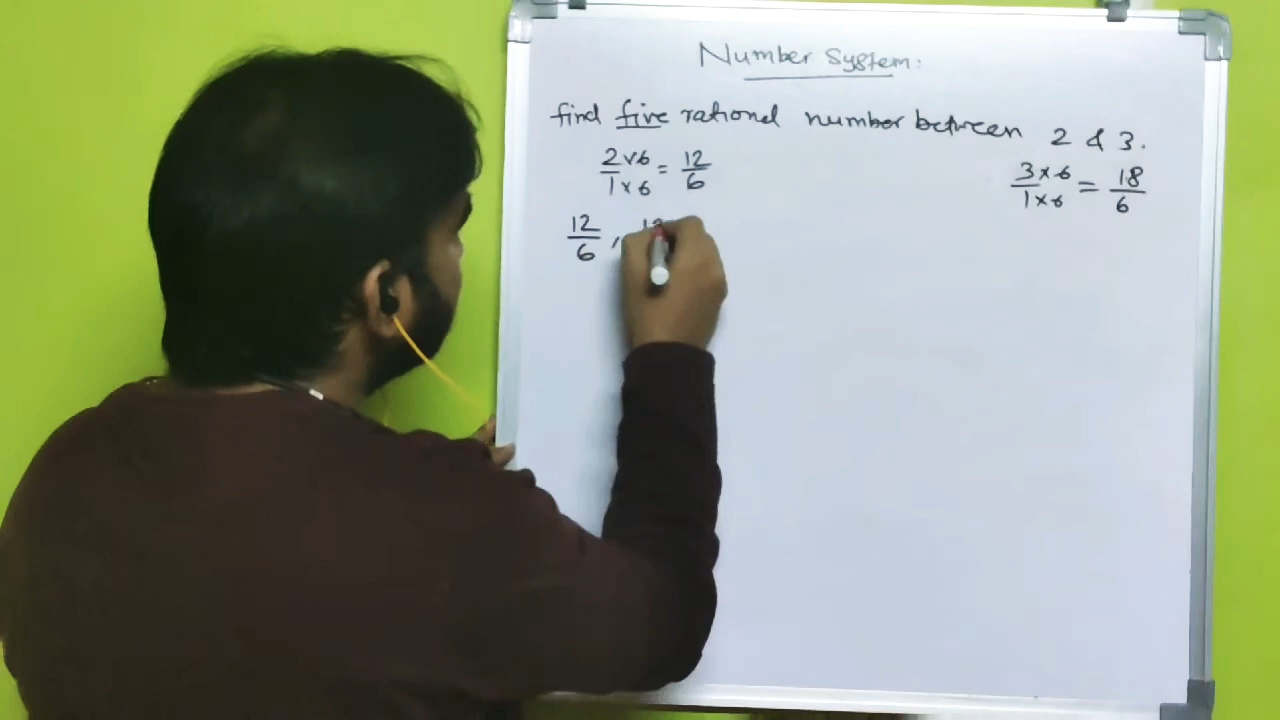 Number System:
find five rational number between 2 & 3.
2×6/1×6 = 12/6
3×6/1×6 = 18/6
12/6 ,